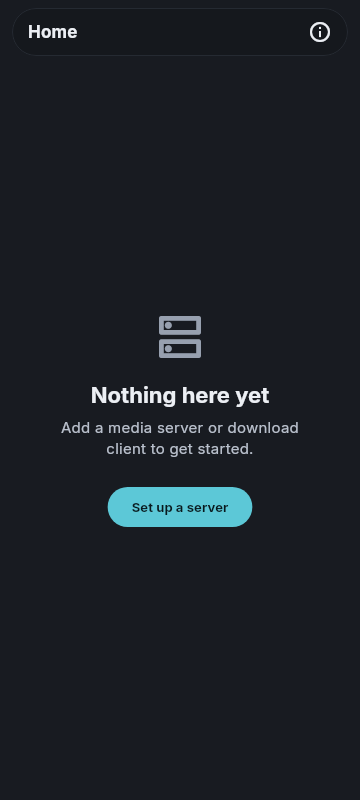 Home
Nothing here yet
Add a media server or download
client to get started.
Set up a server